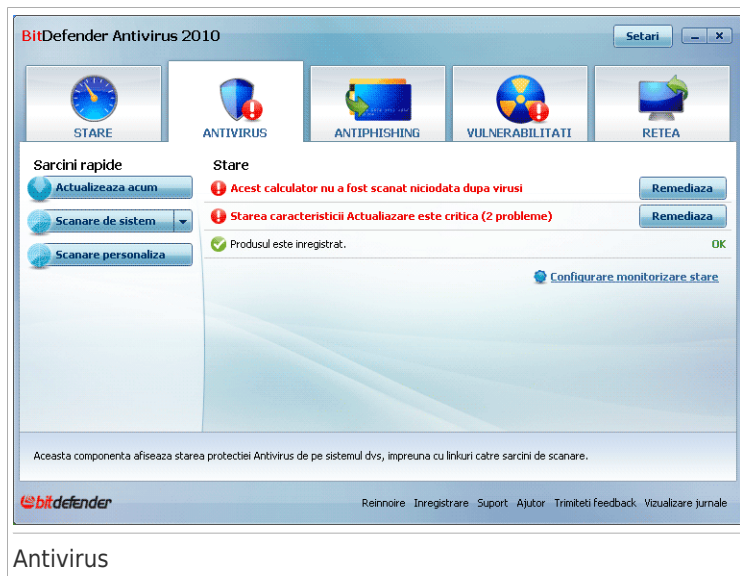 BitDefender Antivirus 2010
Setari
STARE
ANTIVIRUS
ANTIPHISHING
VULNERABILITATI
RETEA
Sarcini rapide
Actualizeaza acum
Scanare de sistem
Scanare personaliza
Stare
Acest calculator nu a fost scanat niciodata dupa virusi
Remediaza
Starea caracteristicii Actualiazare este critica (2 probleme)
Remediaza
Produsul este inregistrat.
OK
Configurare monitorizare stare
Aceasta componenta afiseaza starea protectiei Antivirus de pe sistemul dvs, impreuna cu linkuri catre sarcini de scanare.
bitdefender
Reinnoire Inregistrare Suport Ajutor Trimiteti feedback Vizualizare jurnale
Antivirus